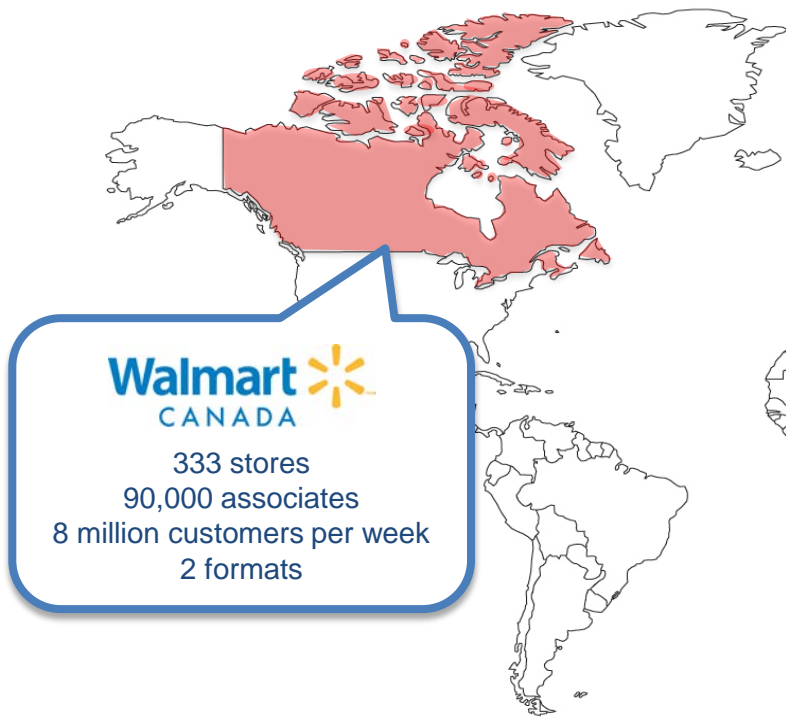 Walmart
CANADA
333 stores
90,000 associates
8 million customers per week
2 formats